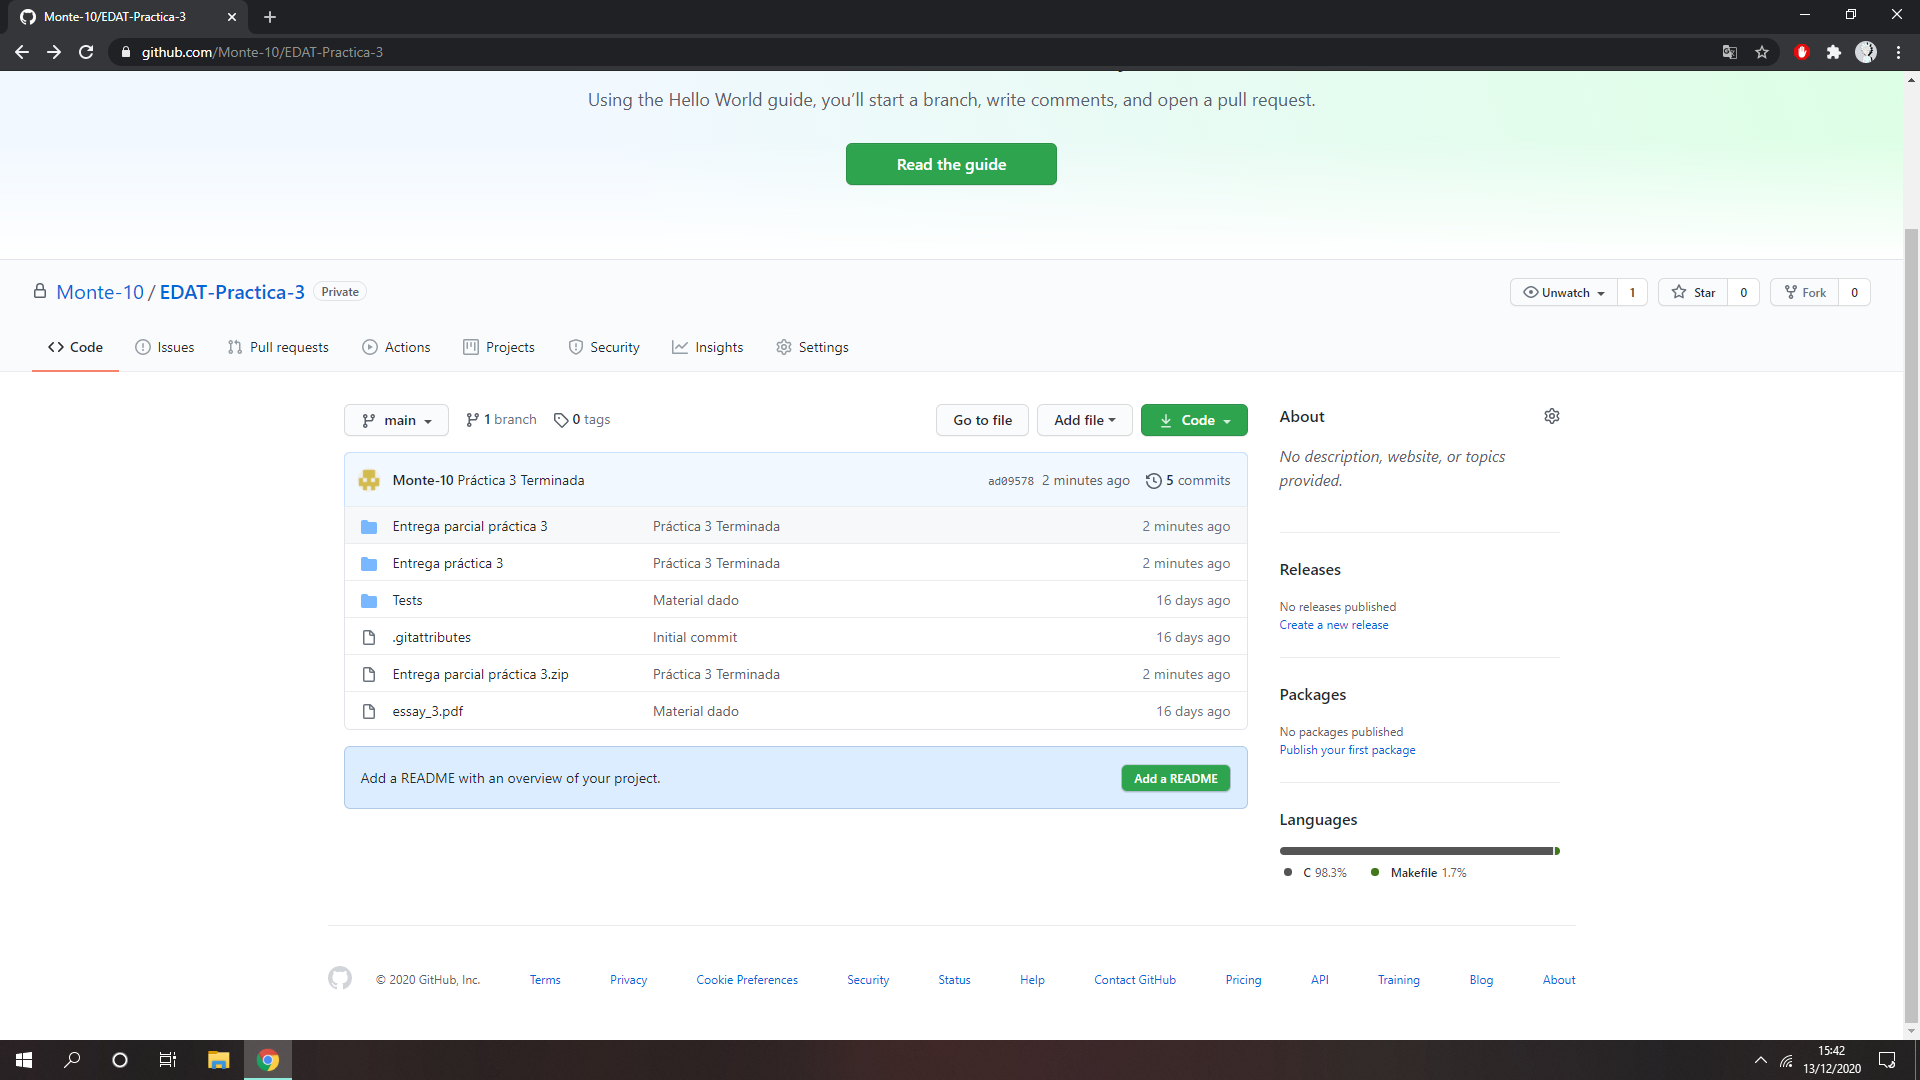 Monte-10/EDAT-Practica-3
github.com/Monte-10/EDAT-Practica-3
Using the Hello World guide, you’ll start a branch, write comments, and open a pull request.
Read the guide
Monte-10 / EDAT-Practica-3 Private
Unwatch 1 Star 0 Fork 0
Code Issues Pull requests Actions Projects Security Insights Settings
main 1 branch 0 tags Go to file Add file Code
Monte-10 Práctica 3 Terminada ad09578 2 minutes ago 5 commits
Entrega parcial práctica 3 Práctica 3 Terminada 2 minutes ago
Entrega práctica 3 Práctica 3 Terminada 2 minutes ago
Tests Material dado 16 days ago
.gitattributes Initial commit 16 days ago
Entrega parcial práctica 3.zip Práctica 3 Terminada 2 minutes ago
essay_3.pdf Material dado 16 days ago
Add a README with an overview of your project. Add a README
About
No description, website, or topics
provided.
Releases
No releases published
Create a new release
Packages
No packages published
Publish your first package
Languages
C 98.3% Makefile 1.7%
© 2020 GitHub, Inc. Terms Privacy Cookie Preferences Security Status Help Contact GitHub Pricing API Training Blog About
15:42
13/12/2020